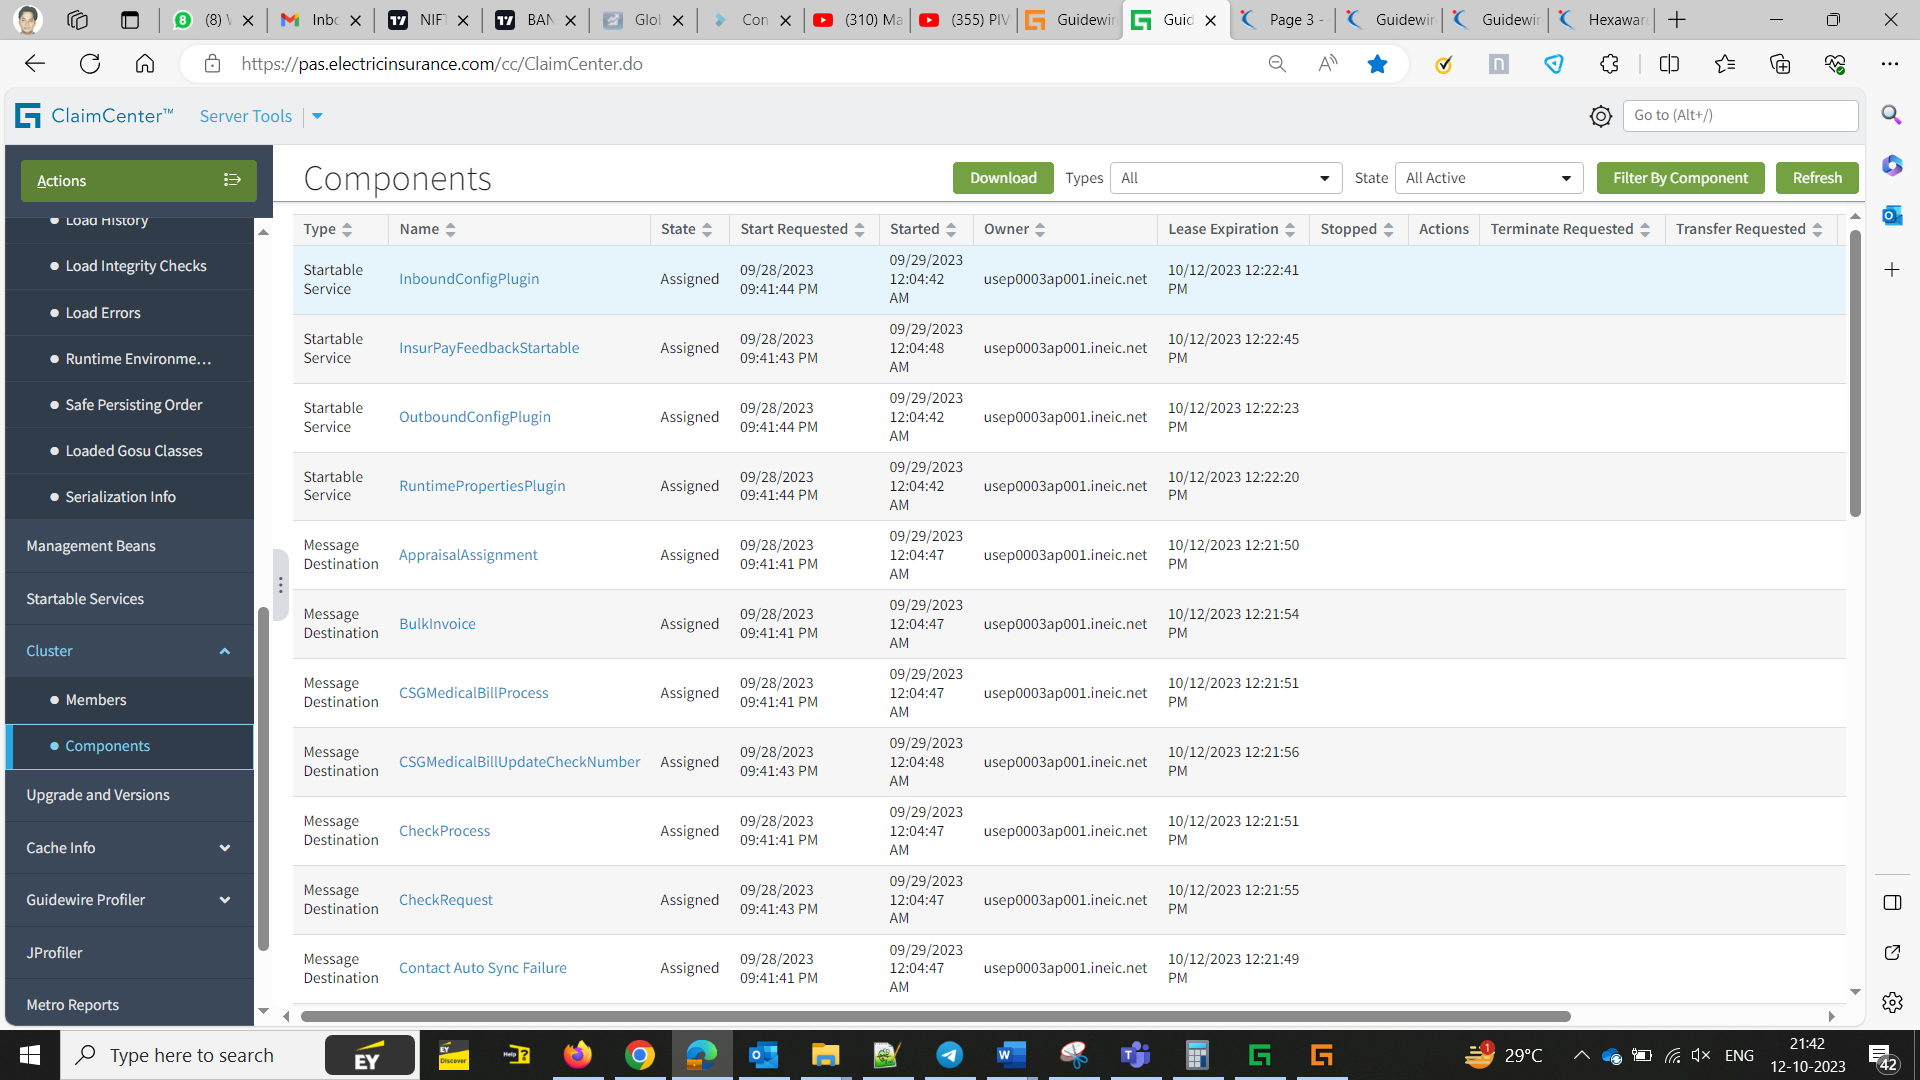 (8) W
Inbo
NIFT
BAN
Glob
Con
(310) Ma
(355) PIV
Guidewir
Guid
Page 3 -
Guidewir
Guidewir
Hexawar
https://pas.electricinsurance.com/cc/ClaimCenter.do
ClaimCenter™ Server Tools
Go to (Alt+/)
Actions
Load History
Load Integrity Checks
Load Errors
Runtime Environme...
Safe Persisting Order
Loaded Gosu Classes
Serialization Info
Management Beans
Startable Services
Cluster
Members
Components
Upgrade and Versions
Cache Info
Guidewire Profiler
JProfiler
Metro Reports
Components
Download Types All State All Active Filter By Component Refresh
Type Name State Start Requested Started Owner Lease Expiration Stopped Actions Terminate Requested Transfer Requested
Startable Service InboundConfigPlugin Assigned 09/28/2023 09:41:44 PM 09/29/2023 12:04:42 AM usep0003ap001.ineic.net 10/12/2023 12:22:41 PM
Startable Service InsurPayFeedbackStartable Assigned 09/28/2023 09:41:43 PM 09/29/2023 12:04:48 AM usep0003ap001.ineic.net 10/12/2023 12:22:45 PM
Startable Service OutboundConfigPlugin Assigned 09/28/2023 09:41:44 PM 09/29/2023 12:04:42 AM usep0003ap001.ineic.net 10/12/2023 12:22:23 PM
Startable Service RuntimePropertiesPlugin Assigned 09/28/2023 09:41:44 PM 09/29/2023 12:04:42 AM usep0003ap001.ineic.net 10/12/2023 12:22:20 PM
Message Destination AppraisalAssignment Assigned 09/28/2023 09:41:41 PM 09/29/2023 12:04:47 AM usep0003ap001.ineic.net 10/12/2023 12:21:50 PM
Message Destination BulkInvoice Assigned 09/28/2023 09:41:41 PM 09/29/2023 12:04:47 AM usep0003ap001.ineic.net 10/12/2023 12:21:54 PM
Message Destination CSGMedicalBillProcess Assigned 09/28/2023 09:41:41 PM 09/29/2023 12:04:47 AM usep0003ap001.ineic.net 10/12/2023 12:21:51 PM
Message Destination CSGMedicalBillUpdateCheckNumber Assigned 09/28/2023 09:41:43 PM 09/29/2023 12:04:48 AM usep0003ap001.ineic.net 10/12/2023 12:21:56 PM
Message Destination CheckProcess Assigned 09/28/2023 09:41:41 PM 09/29/2023 12:04:47 AM usep0003ap001.ineic.net 10/12/2023 12:21:51 PM
Message Destination CheckRequest Assigned 09/28/2023 09:41:43 PM 09/29/2023 12:04:47 AM usep0003ap001.ineic.net 10/12/2023 12:21:55 PM
Message Destination Contact Auto Sync Failure Assigned 09/28/2023 09:41:41 PM 09/29/2023 12:04:47 AM usep0003ap001.ineic.net 10/12/2023 12:21:49 PM
Type here to search
EY
EY Discover
Help ?
1
29°C
ENG
21:42
12-10-2023
42